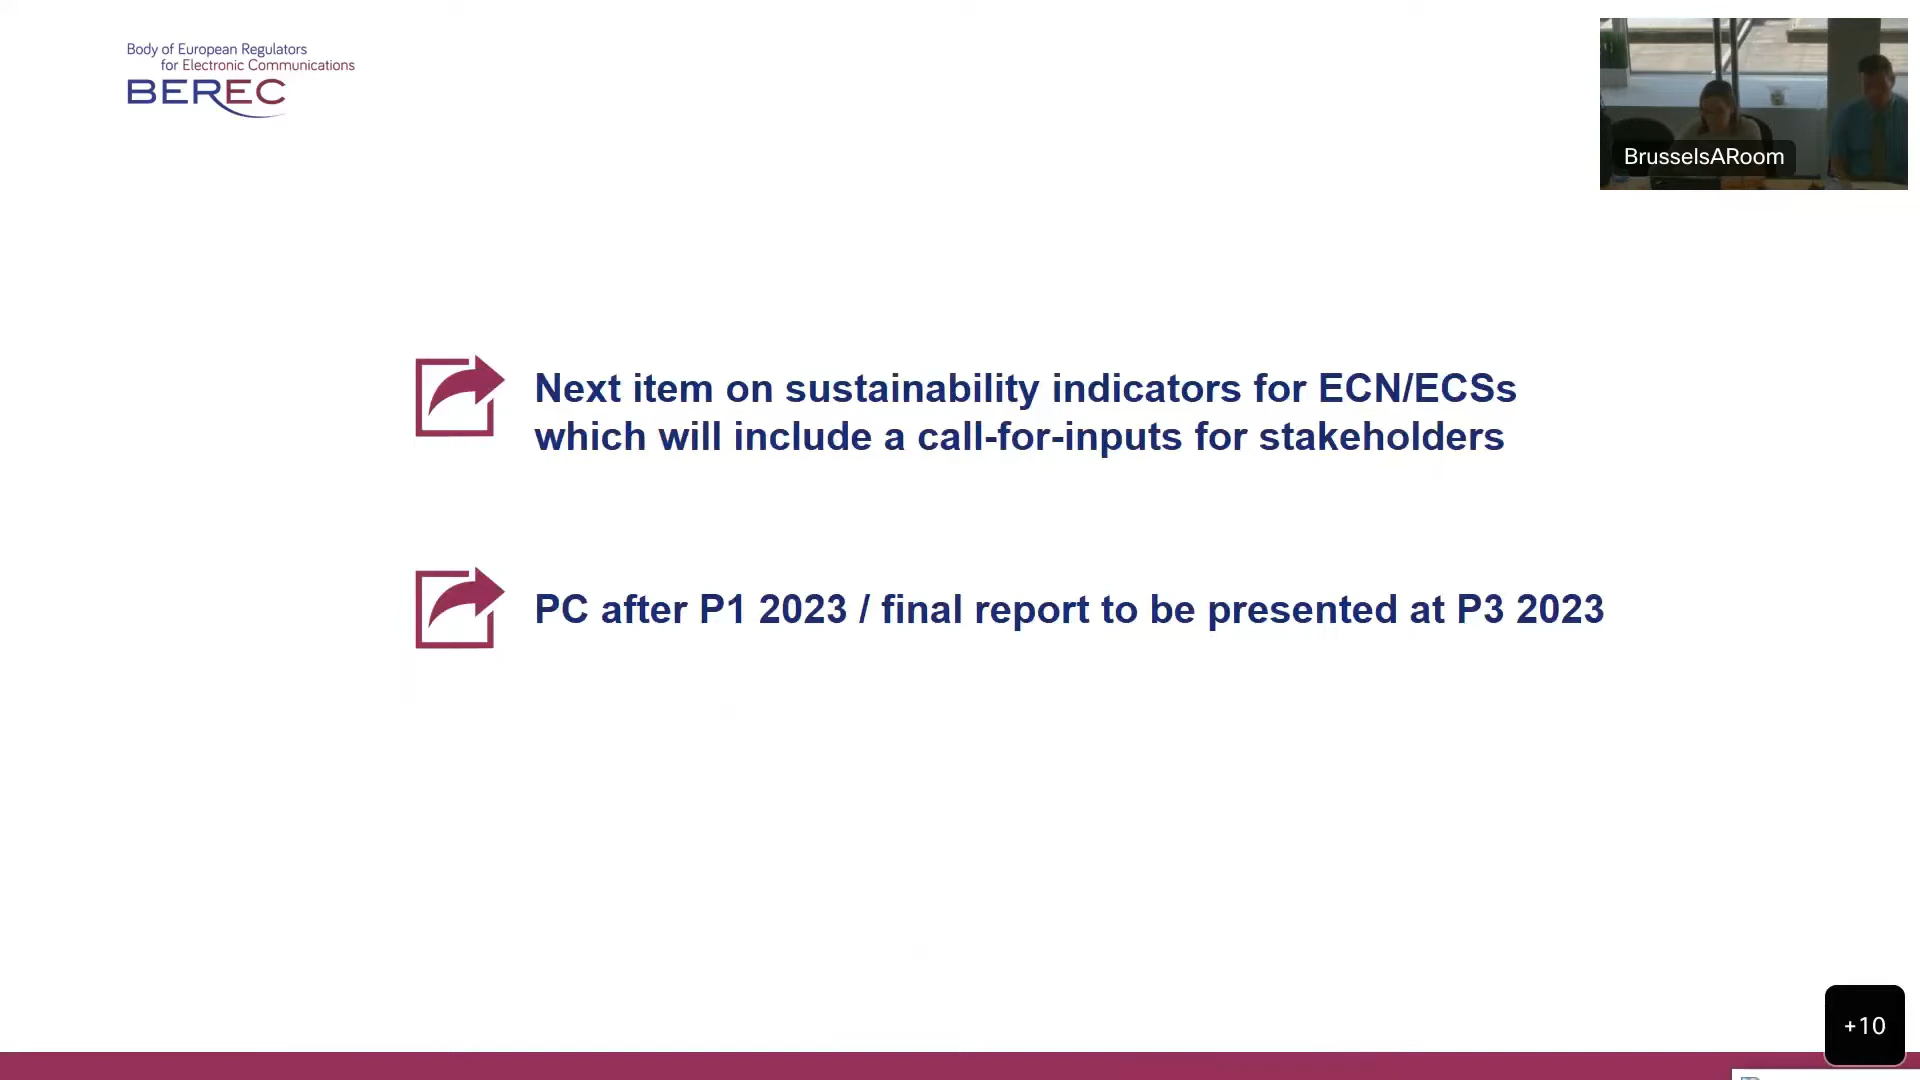 Body of European Regulators
for Electronic Communications
BEREC
BrusselsARoom
Next item on sustainability indicators for ECN/ECSs
which will include a call-for-inputs for stakeholders
PC after P1 2023 / final report to be presented at P3 2023
+10